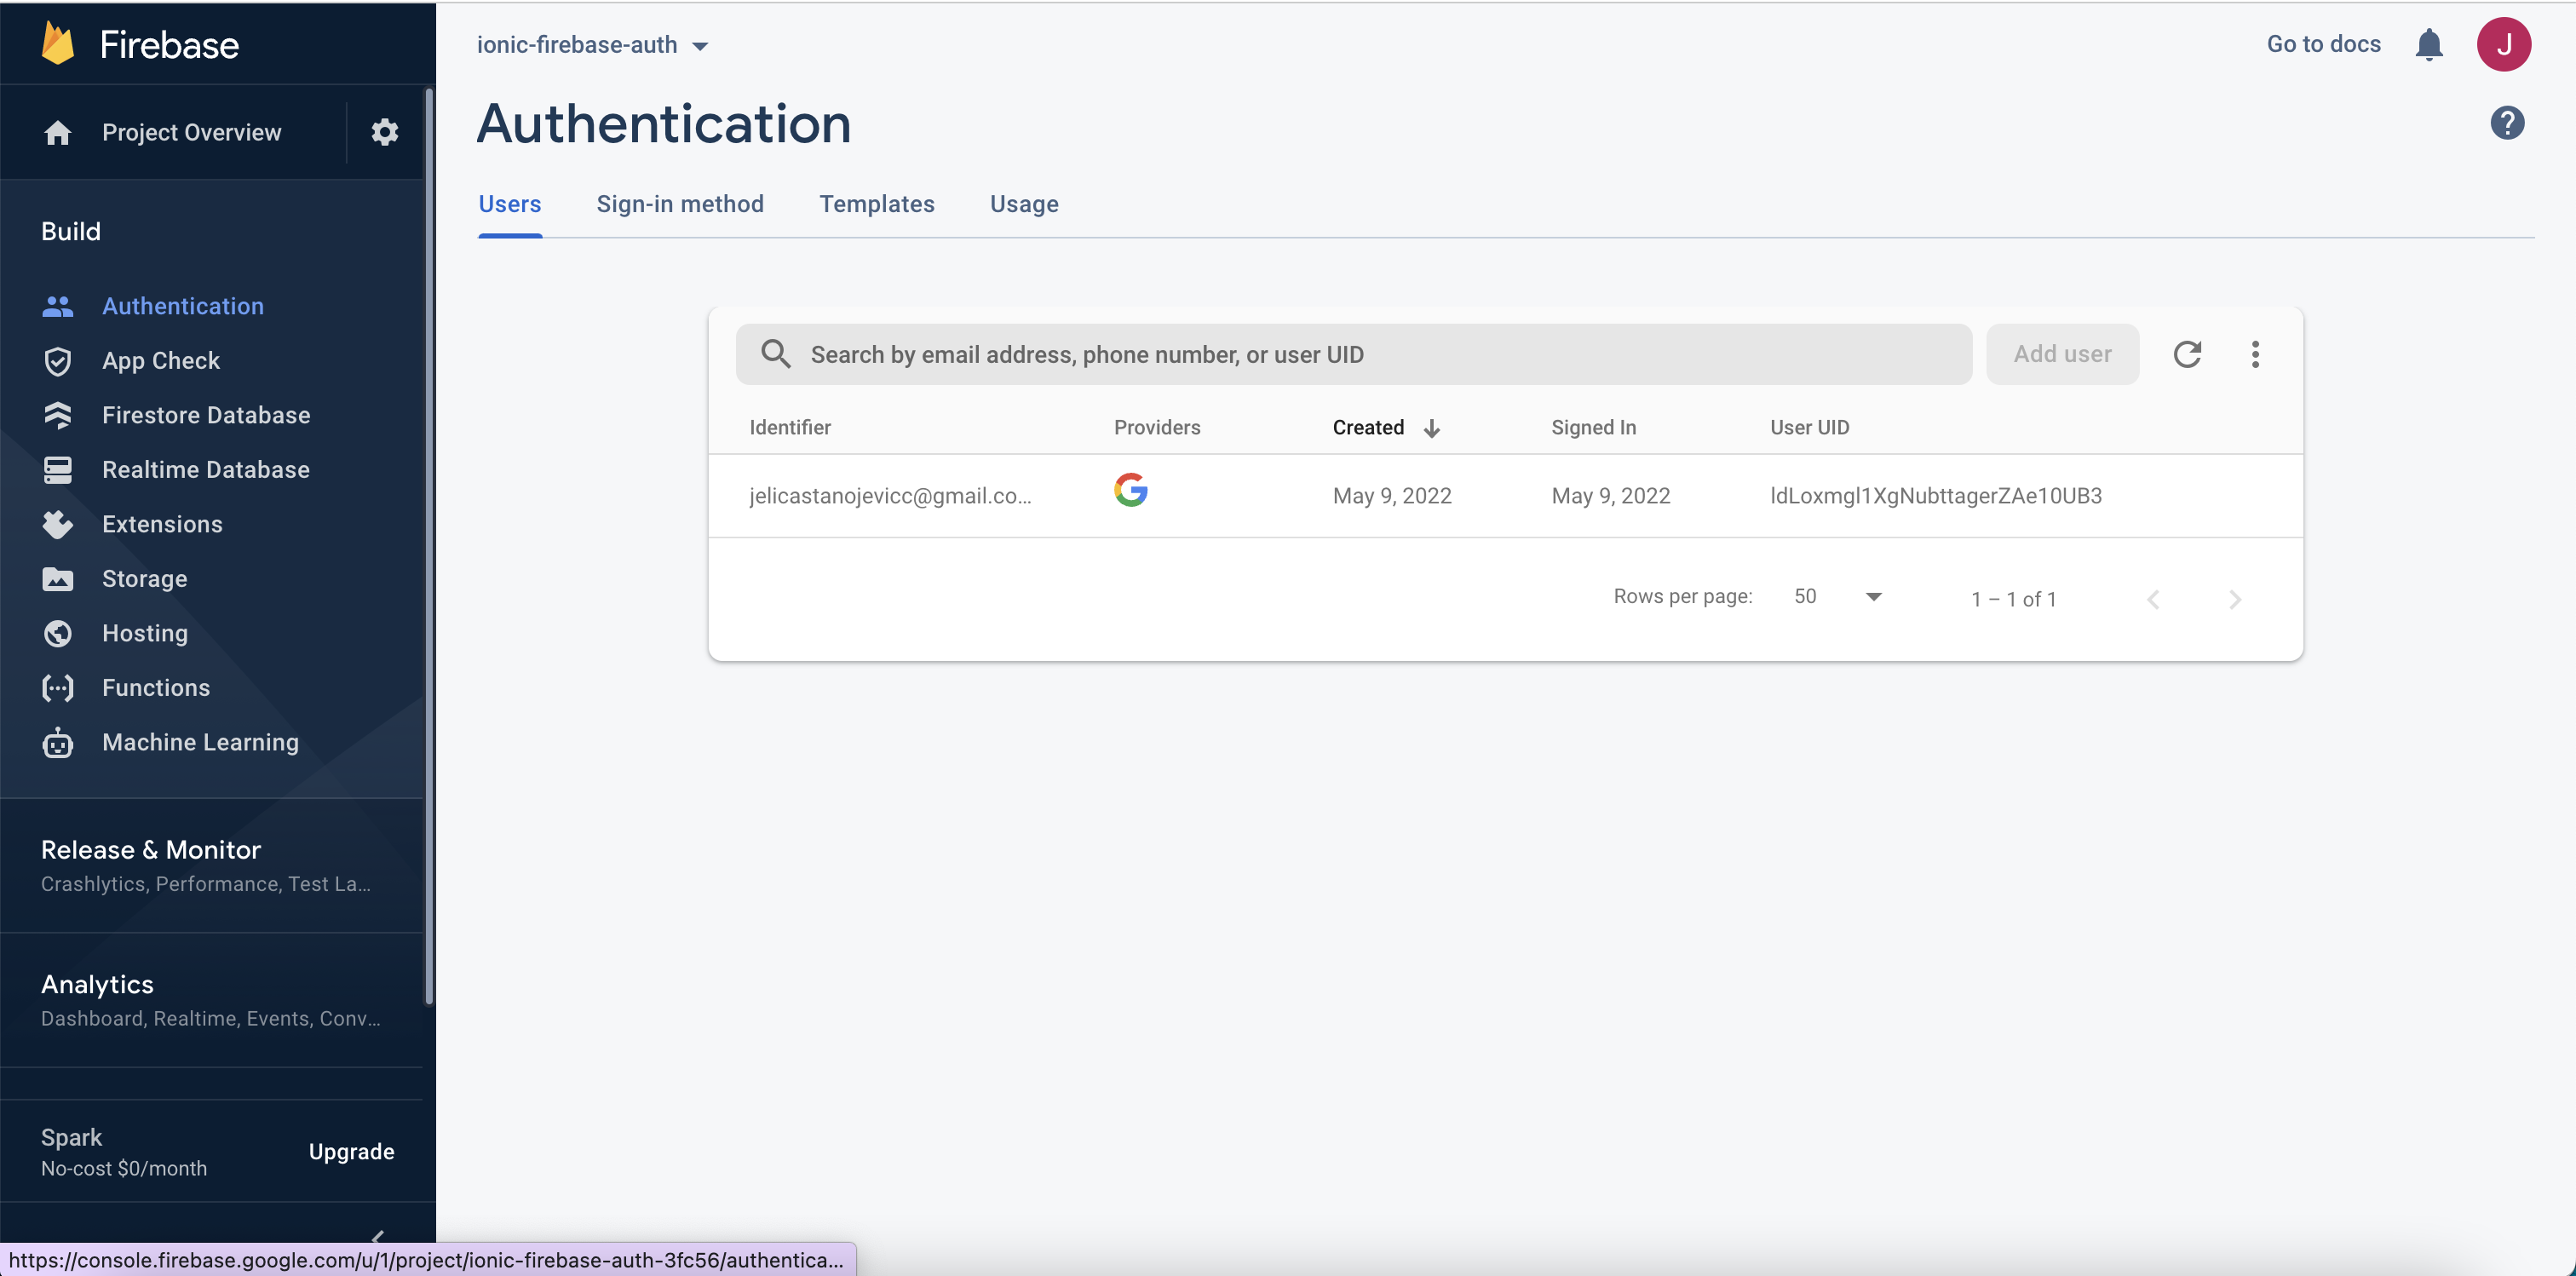 Firebase
Project Overview
Build
Authentication
App Check
Firestore Database
Realtime Database
Extensions
Storage
Hosting
Functions
Machine Learning
Release & Monitor
Crashlytics, Performance, Test La...
Analytics
Dashboard, Realtime, Events, Conv...
Spark
No-cost $0/month
Upgrade
ionic-firebase-auth
Go to docs
J
Authentication
?
Users Sign-in method Templates Usage
Search by email address, phone number, or user UID
Add user
Identifier Providers Created Signed In User UID
jelicastanojevicc@gmail.co... May 9, 2022 May 9, 2022 ldLoxmgl1XgNubttagerZAe10UB3
Rows per page: 50 1 – 1 of 1
https://console.firebase.google.com/u/1/project/ionic-firebase-auth-3fc56/authentica...